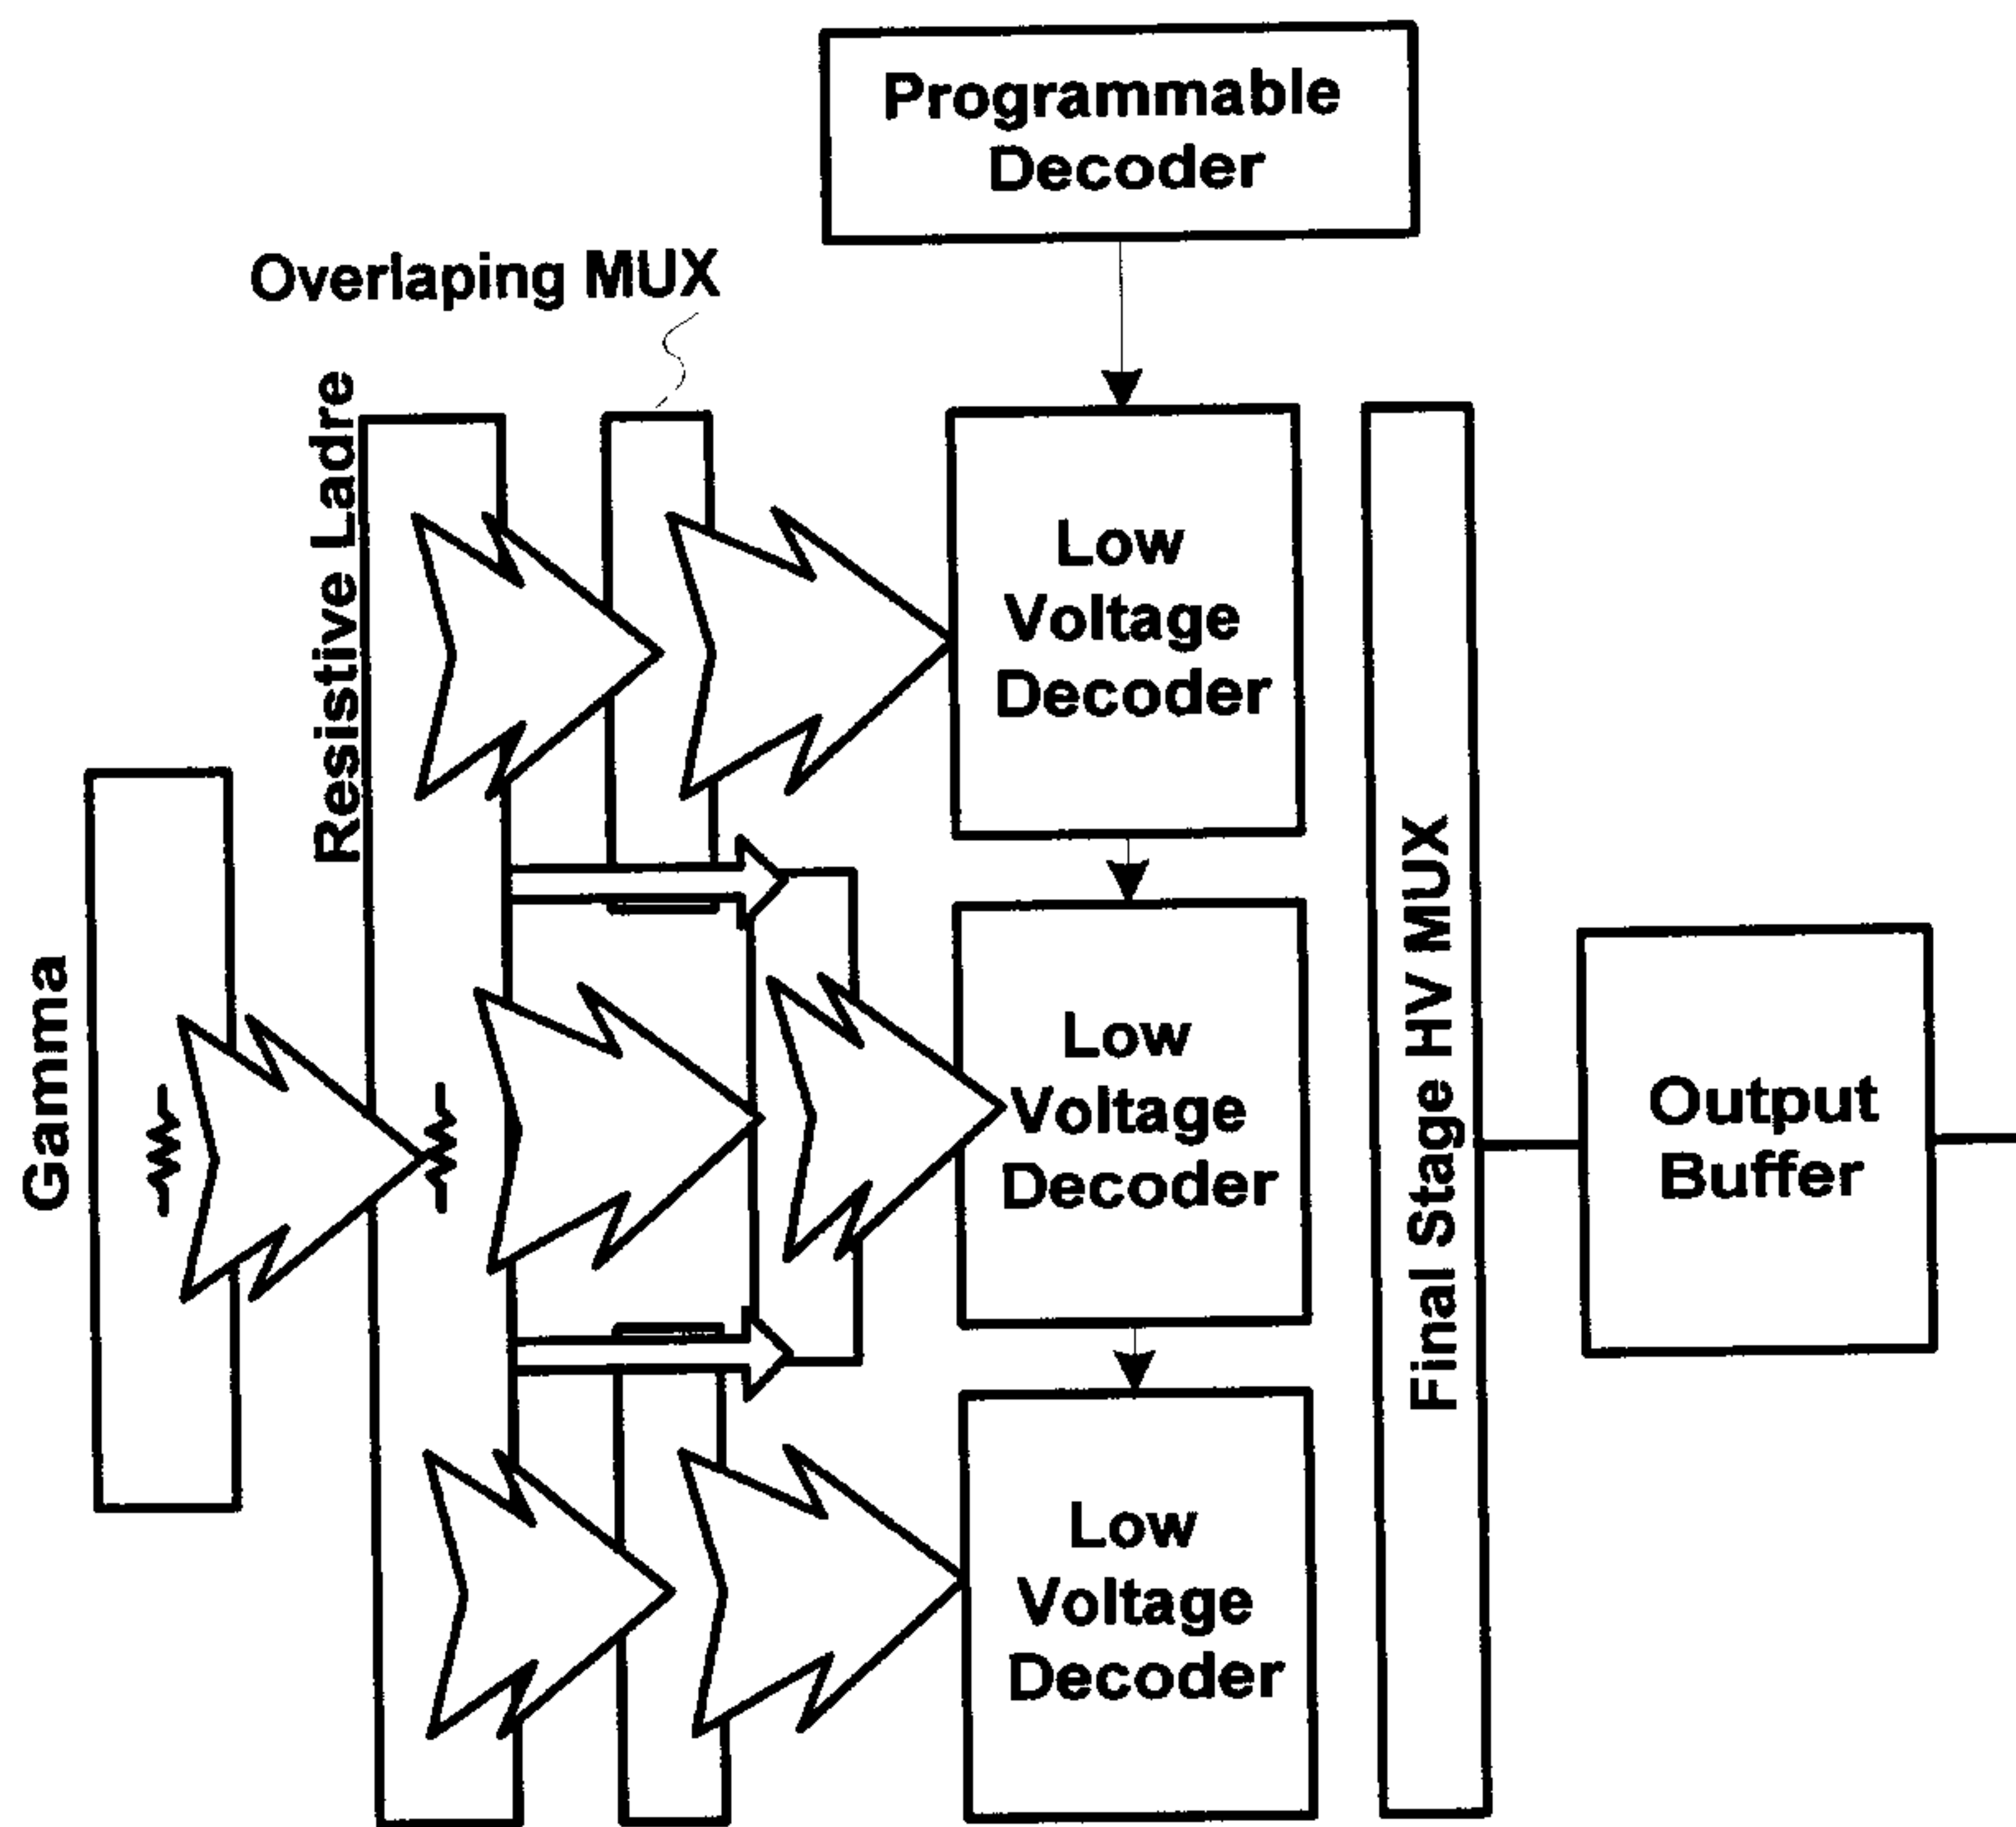 Programmable
Decoder
Overlaping MUX
Resistive Ladre
Gamma
Low
Voltage
Decoder
Low
Voltage
Decoder
Low
Voltage
Decoder
Final Stage HV MUX
Output
Buffer